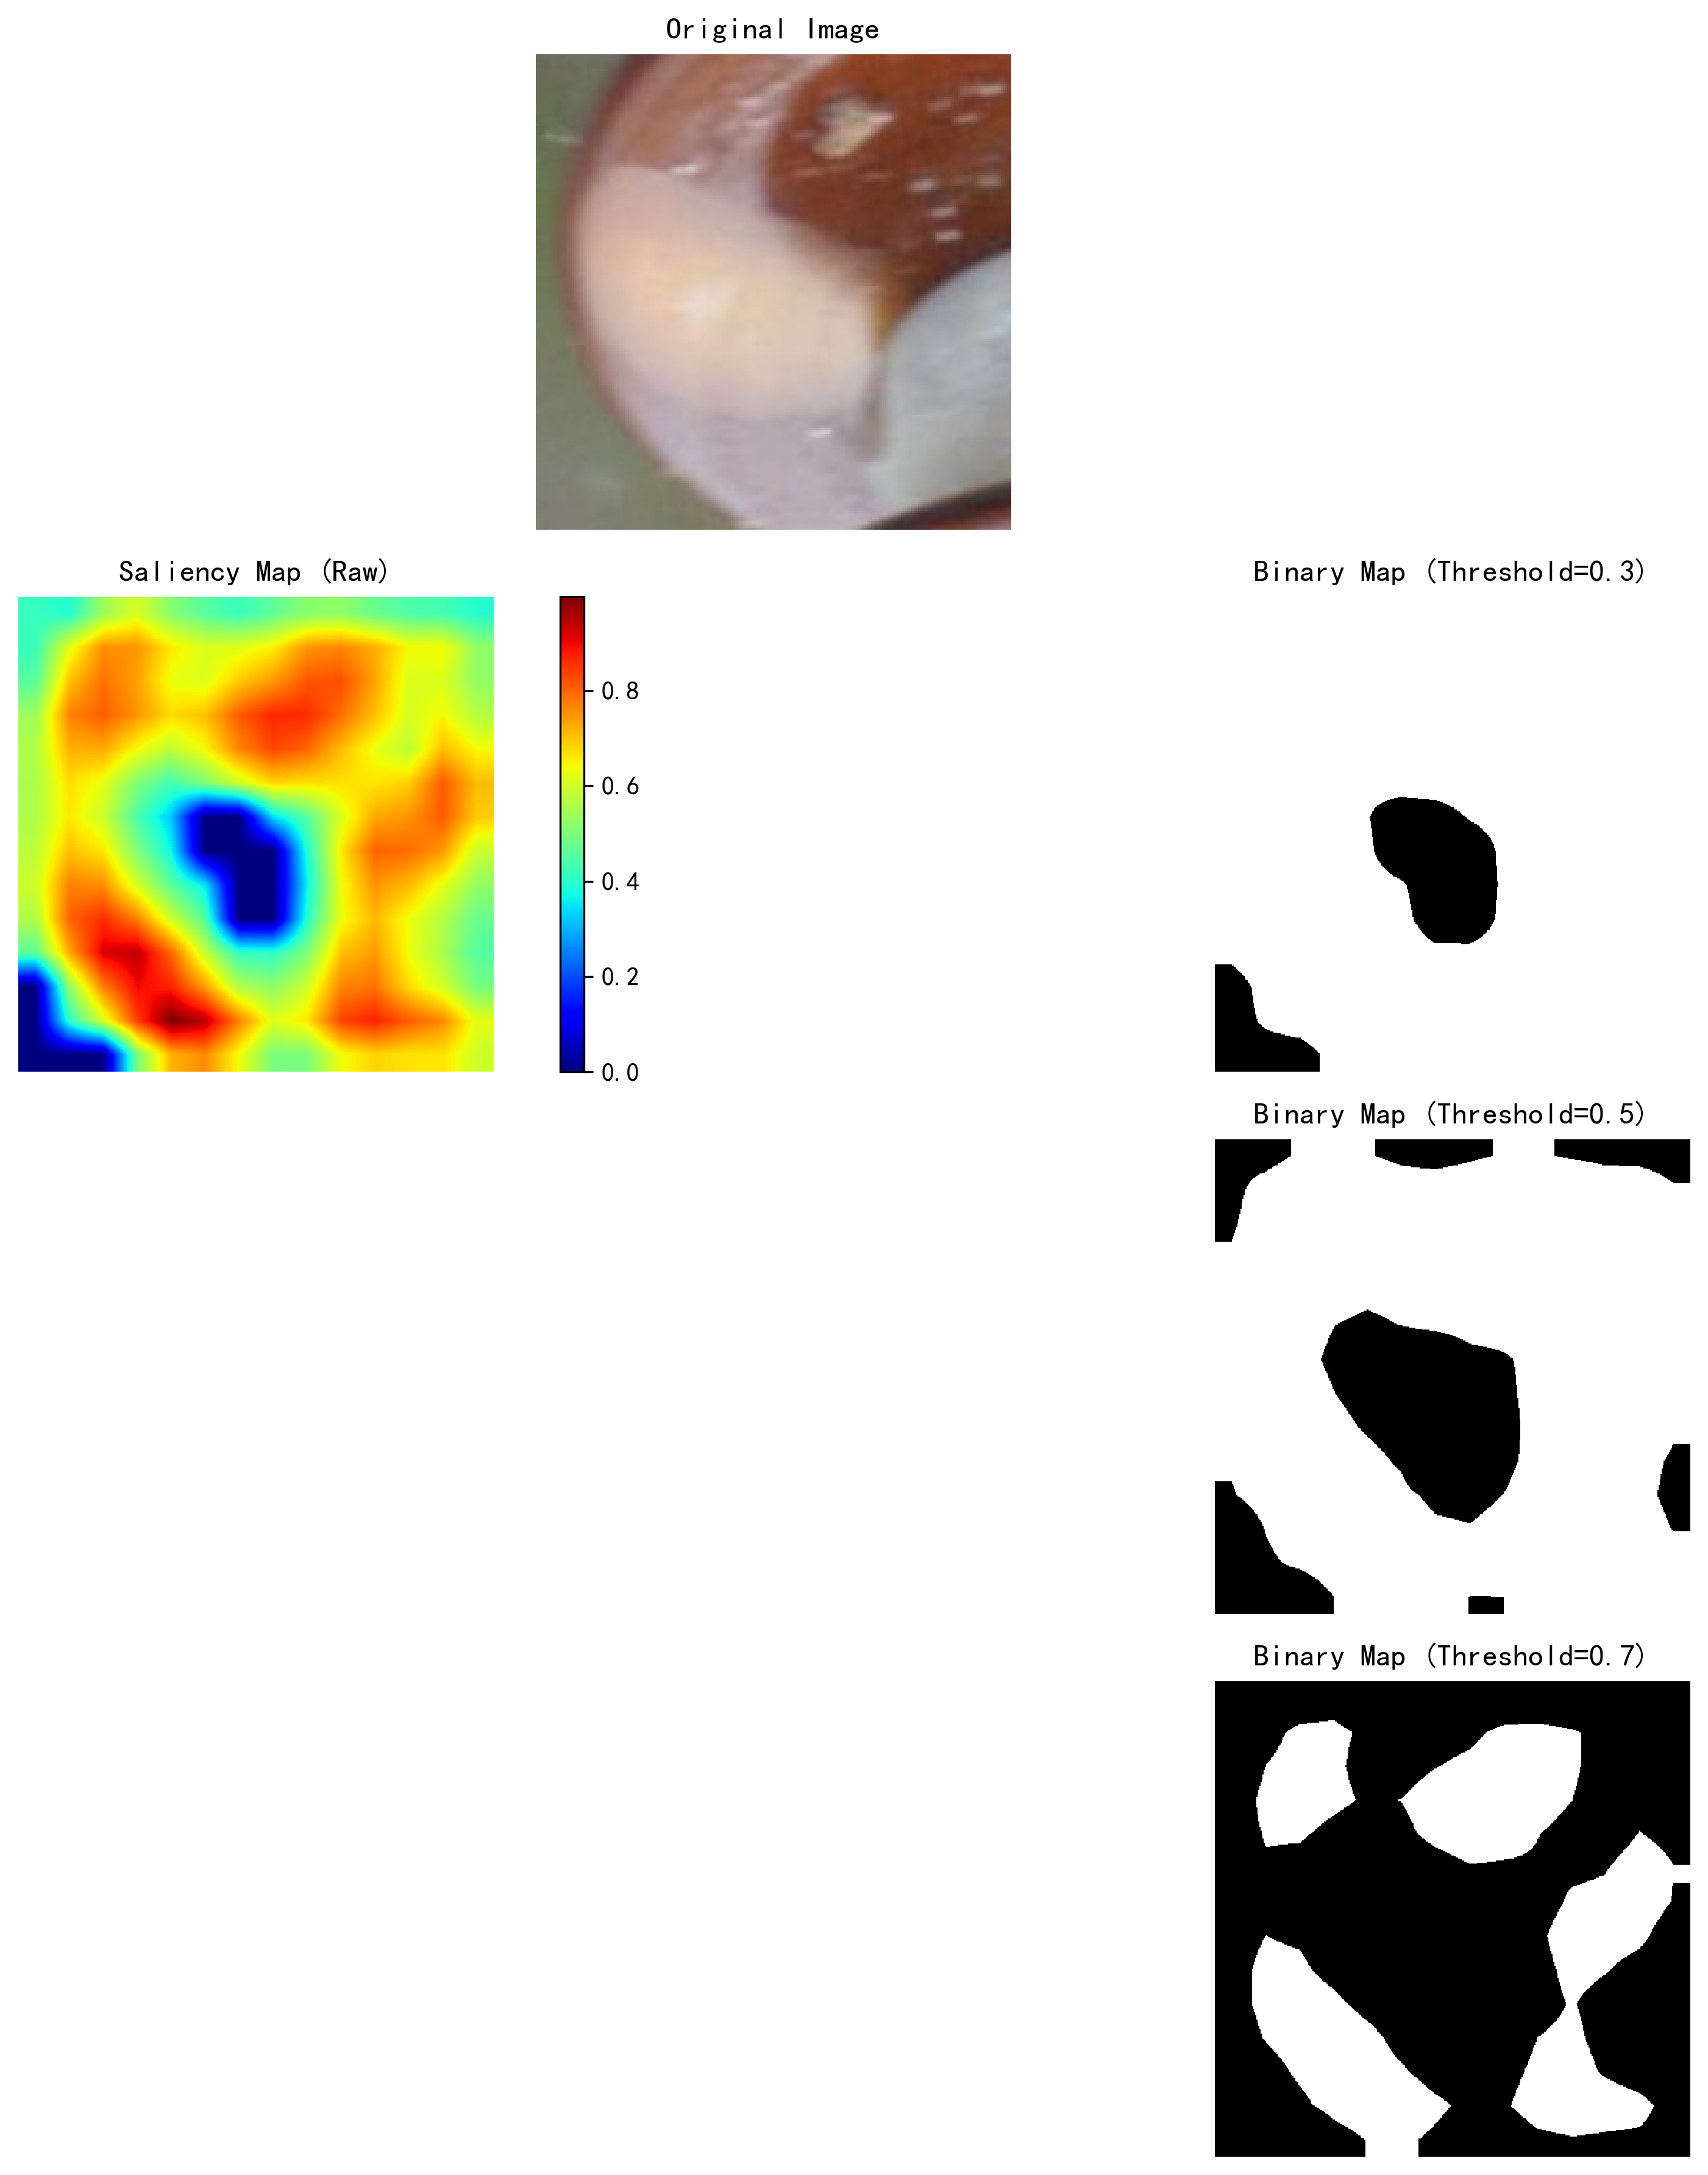 Original Image
Saliency Map (Raw)
Binary Map (Threshold=0.3)
0.8
0.6
0.4
0.2
0.0
Binary Map (Threshold=0.5)
Binary Map (Threshold=0.7)